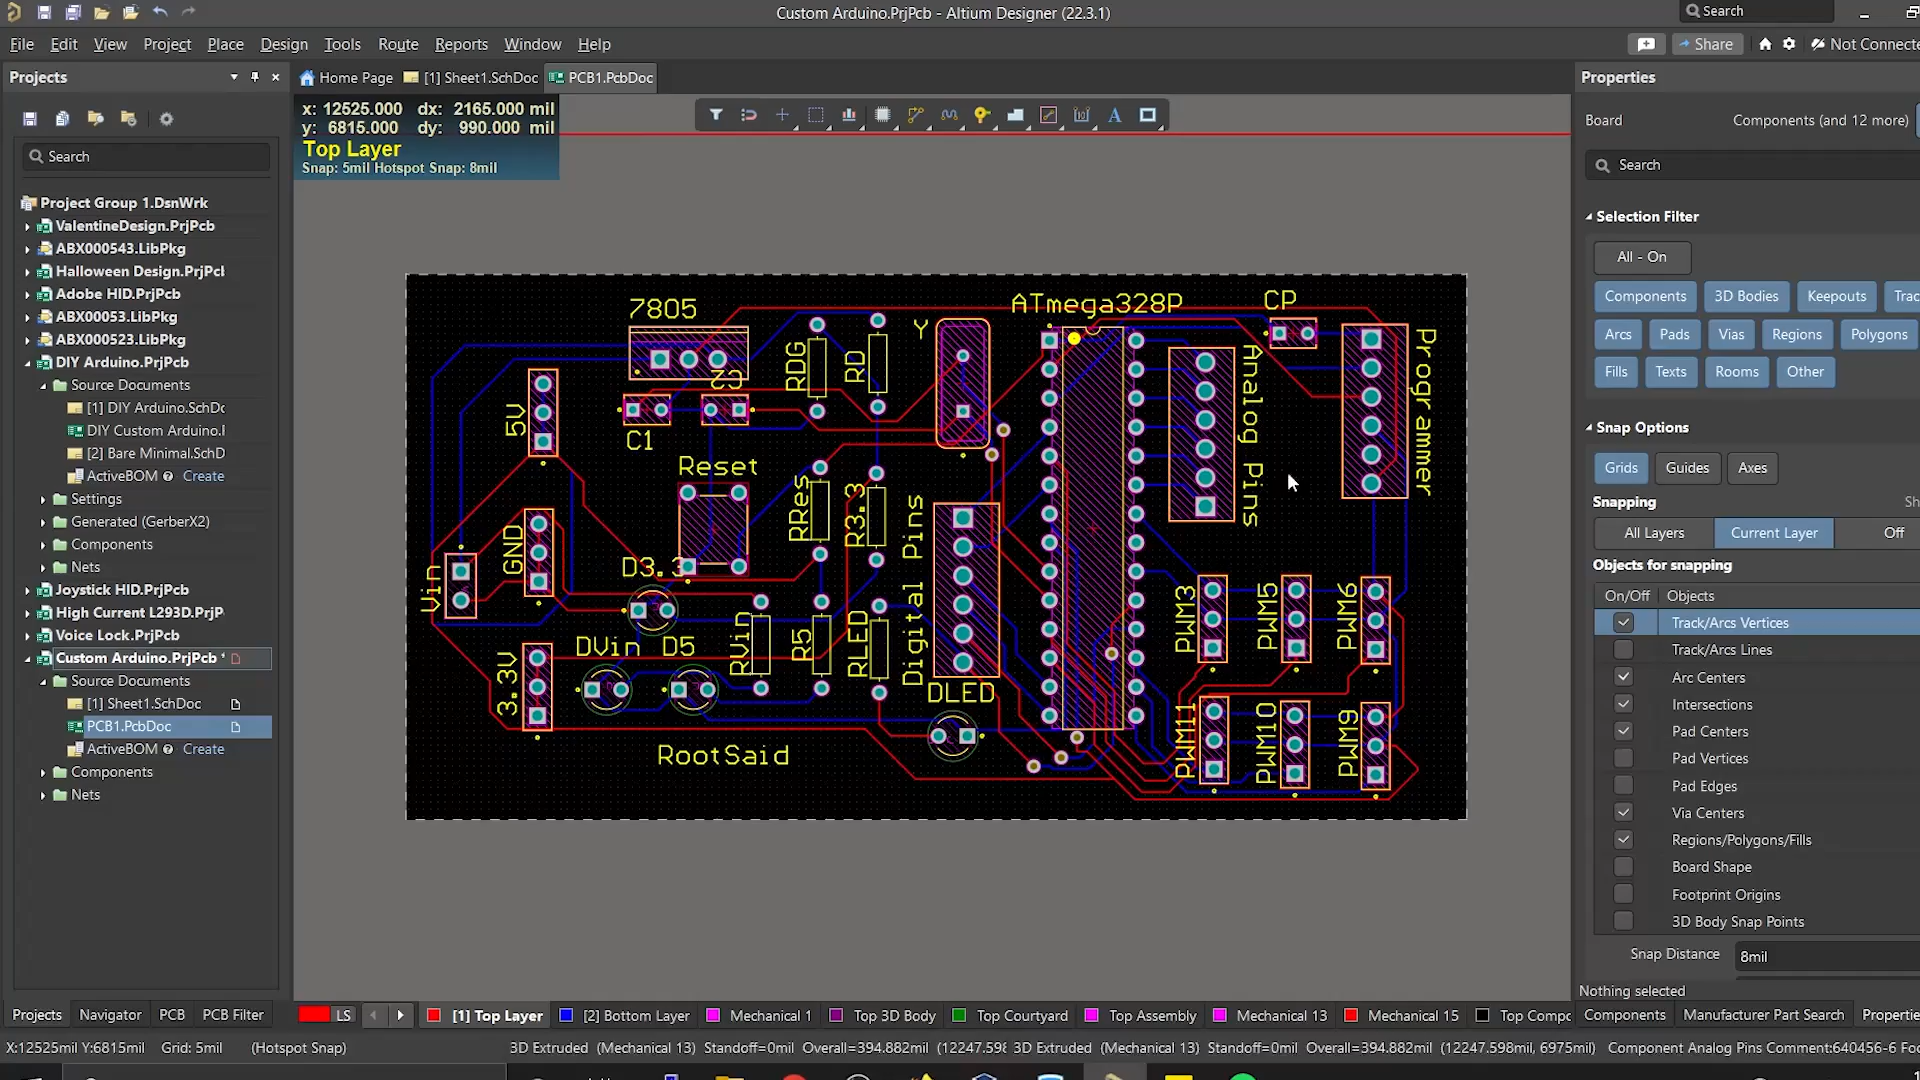 Custom Arduino.PrjPcb - Altium Designer (22.3.1)
Search
File Edit View Project Place Design Tools Route Reports Window Help
Share
Not Connecte
Projects
Home Page
[1] Sheet1.SchDoc
PCB1.PcbDoc
Properties
x: 12525.000 dx: 2165.000 mil
y: 6815.000 dy: 990.000 mil
Top Layer
Snap: 5mil Hotspot Snap: 8mil
Board
Components (and 12 more)
Search
Search
Project Group 1.DsnWrk
ValentineDesign.PrjPcb
ABX000543.LibPkg
Halloween Design.PrjPcl
Adobe HID.PrjPcb
ABX00053.LibPkg
ABX000523.LibPkg
DIY Arduino.PrjPcb
Source Documents
[1] DIY Arduino.SchDc
DIY Custom Arduino.I
[2] Bare Minimal.SchD
ActiveBOM Create
Settings
Generated (GerberX2)
Components
Nets
Joystick HID.PrjPcb
High Current L293D.PrjP
Voice Lock.PrjPcb
Custom Arduino.PrjPcb *
Source Documents
[1] Sheet1.SchDoc
PCB1.PcbDoc
ActiveBOM Create
Components
Nets
7805
ATmega328P
CP
Y
RDG
RD
C2
C1
5V
Analog Pins
Programmer
Reset
RRes
R3.3
Digital Pins
GND
D3.3
Vin
DVin
D5
RVin
R5
RLED
PWM3
PWM5
PWM6
3.3V
DLED
PWM11
PWM10
PWM9
RootSaid
Selection Filter
All - On
Components 3D Bodies Keepouts Trac
Arcs Pads Vias Regions Polygons
Fills Texts Rooms Other
Snap Options
Grids Guides Axes
Snapping
Sh
All Layers Current Layer Off
Objects for snapping
On/Off Objects
Track/Arcs Vertices
Track/Arcs Lines
Arc Centers
Intersections
Pad Centers
Pad Vertices
Pad Edges
Via Centers
Regions/Polygons/Fills
Board Shape
Footprint Origins
3D Body Snap Points
Snap Distance 8mil
Nothing selected
Projects Navigator PCB PCB Filter
LS
[1] Top Layer
[2] Bottom Layer
Mechanical 1
Top 3D Body
Top Courtyard
Top Assembly
Mechanical 13
Mechanical 15
Top Compo
Components Manufacturer Part Search Propertie
X:12525mil Y:6815mil Grid: 5mil (Hotspot Snap)
3D Extruded (Mechanical 13) Standoff=0mil Overall=394.882mil (12247.598 3D Extruded (Mechanical 13) Standoff=0mil Overall=394.882mil (12247.598mil, 6975mil) Component Analog Pins Comment:640456-6 Foo